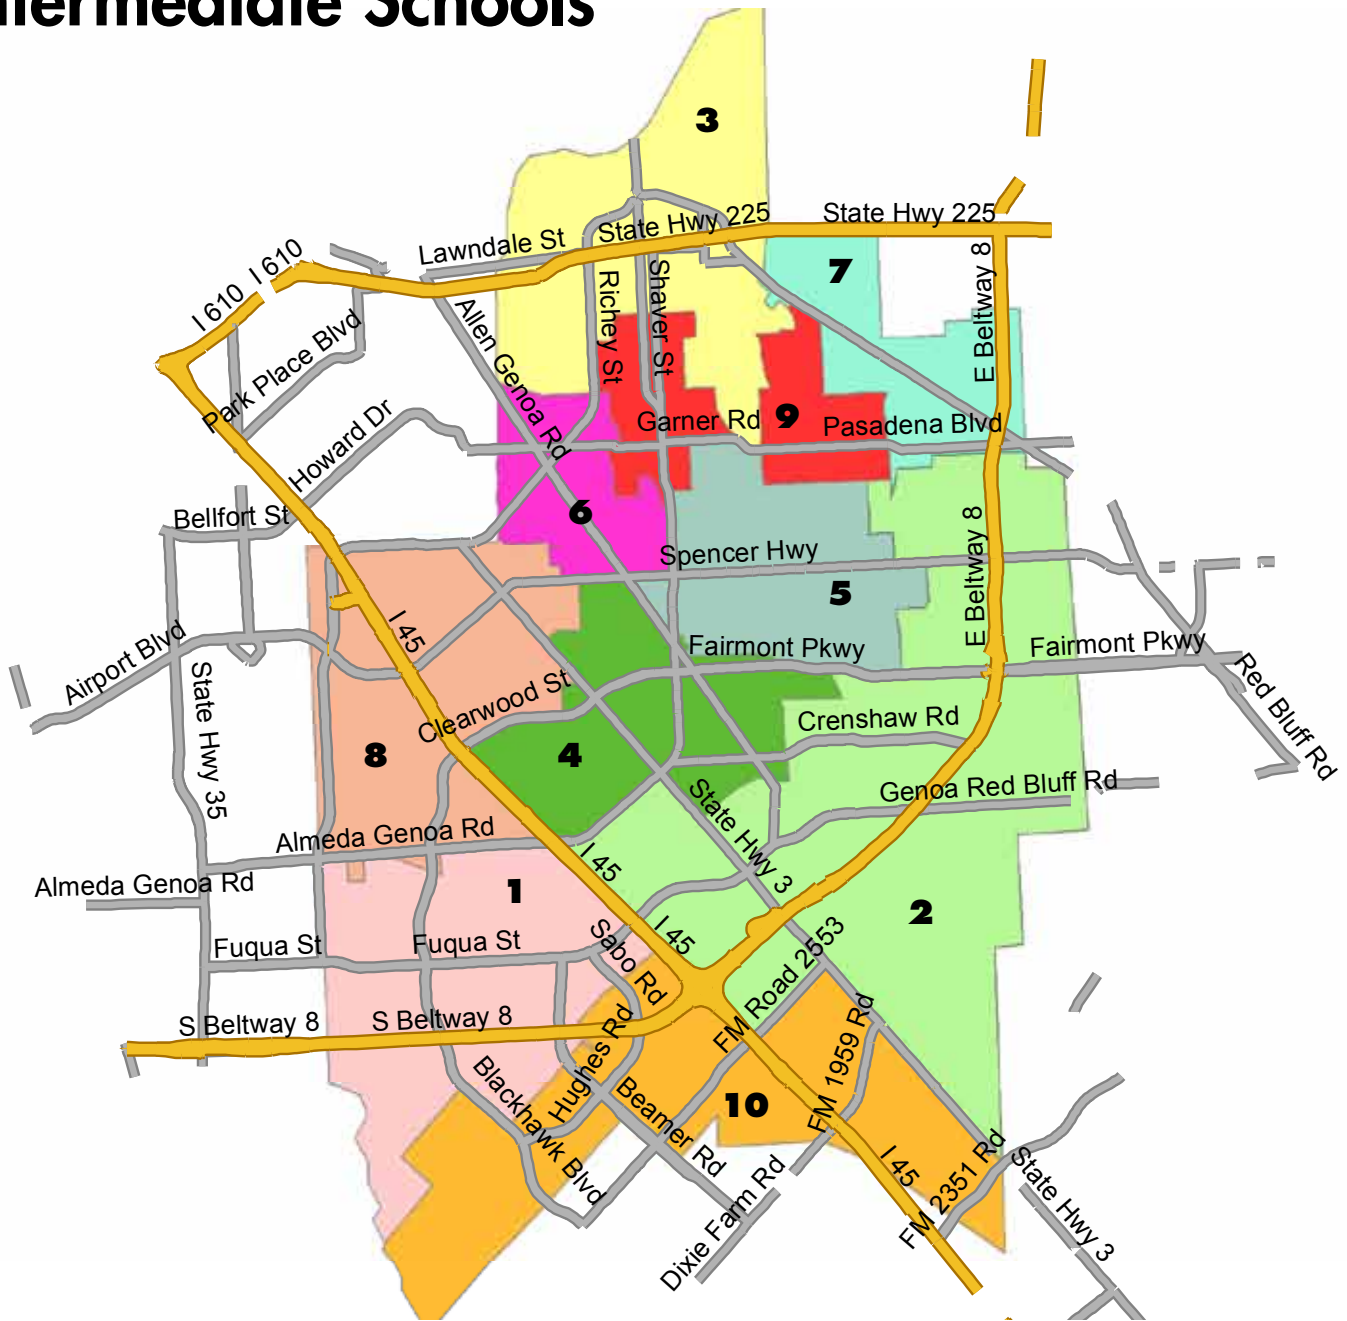 ntermediate Schools
3
State Hwy 225
State Hwy 225
Lawndale St
I 610
I 610
E Beltway 8
7
Richey St
Shaver St
Allen Genoa Rd
Park Place Blvd
Howard Dr
Garner Rd
9
Pasadena Blvd
6
Bellfort St
Spencer Hwy
E Beltway 8
5
I 45
Airport Blvd
State Hwy 35
Fairmont Pkwy
Fairmont Pkwy
Red Bluff Rd
Clearwood St
Crenshaw Rd
8
4
State Hwy 3
Genoa Red Bluff Rd
Almeda Genoa Rd
I 45
Almeda Genoa Rd
1
2
I 45
Fuqua St
Fuqua St
Sabo Rd
FM Road 2553
S Beltway 8
S Beltway 8
Hughes Rd
FM 1959 Rd
Blackhawk Blvd
Beamer Rd
10
I 45
Dixie Farm Rd
FM 2351 Rd
State Hwy 3